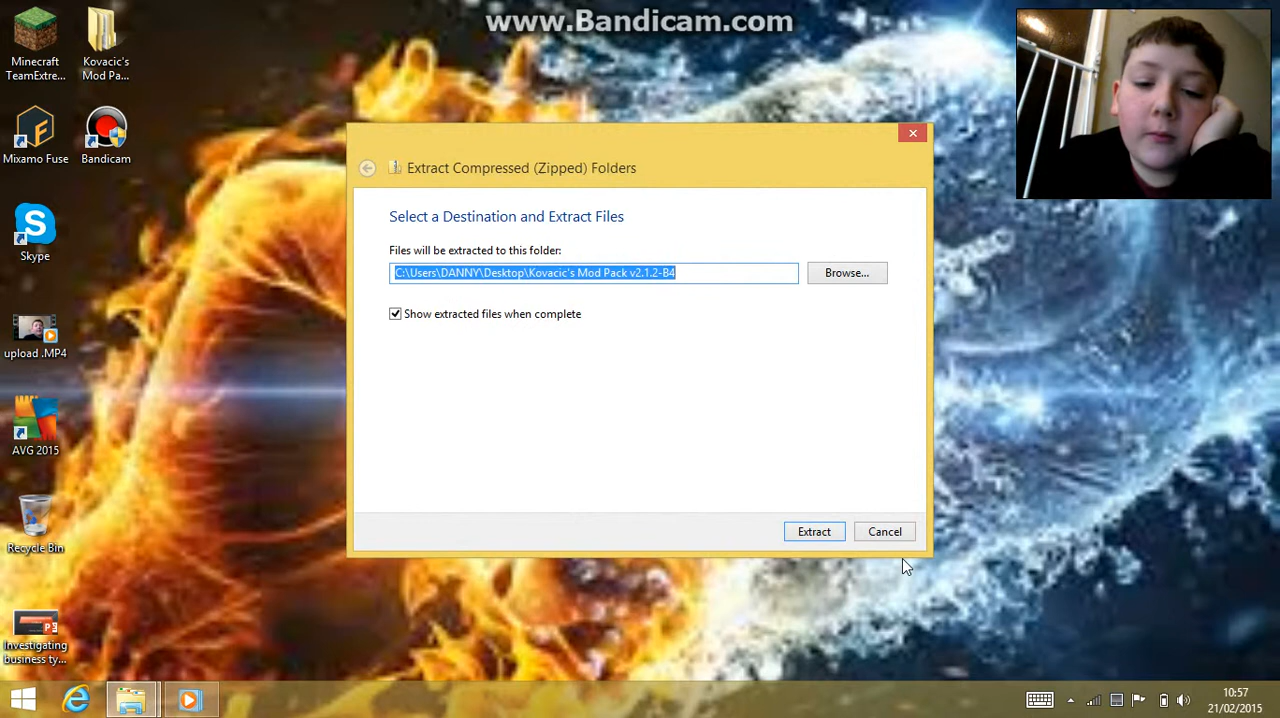 www.Bandicam.com
Minecraft
TeamExtre...
Kovacic's
Mod Pa...
Mixamo Fuse
Bandicam
Skype
upload .MP4
AVG 2015
Recycle Bin
Investigating
business ty...
Extract Compressed (Zipped) Folders
Select a Destination and Extract Files
Files will be extracted to this folder:
C:\Users\DANNY\Desktop\Kovacic's Mod Pack v2.1.2-B4
Browse...
Show extracted files when complete
Extract
Cancel
10:57
21/02/2015